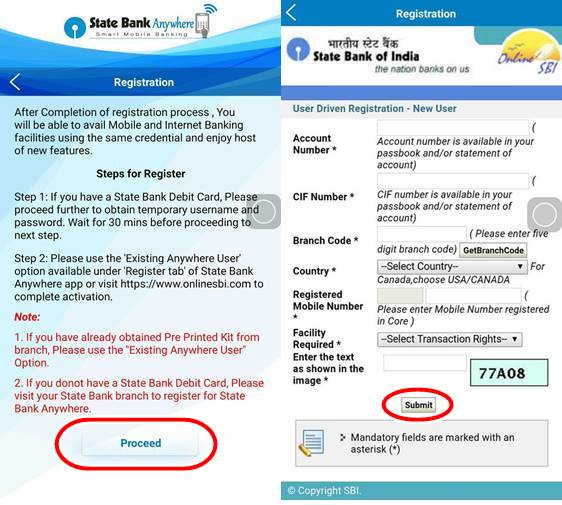 State Bank Anywhere
Smart Mobile Banking
Registration
After Completion of registration process , You
will be able to avail Mobile and Internet Banking
facilities using the same credential and enjoy host
of new features.
Steps for Register
Step 1: If you have a State Bank Debit Card, Please
proceed further to obtain temporary username and
password. Wait for 30 mins before proceeding to
next step.
Step 2: Please use the 'Existing Anywhere User'
option available under 'Register tab' of State Bank
Anywhere app or visit https://www.onlinesbi.com to
complete activation.
Note:
1. If you have already obtained Pre Printed Kit from
branch, Please use the "Existing Anywhere User"
Option.
2. If you donot have a State Bank Debit Card, Please
visit your State Bank branch to register for State
Bank Anywhere.
Proceed
Registration
भारतीय स्टेट बैंक
State Bank of India
the nation banks on us
Online
SBI
User Driven Registration - New User
Account
Number *
(
Account number is available in your
passbook and/or statement of
account)
CIF Number *
(
CIF number is available in your
passbook and/or statement of
account)
Branch Code *
( Please enter five
digit branch code) GetBranchCode
Country *
--Select Country-- For
Canada,choose USA/CANADA
Registered
Mobile Number
*
(
Please enter Mobile Number registered
in Core )
Facility
Required *
--Select Transaction Rights--
Enter the text
as shown in the
image *
77A08
Submit
Mandatory fields are marked with an
asterisk (*)
© Copyright SBI.